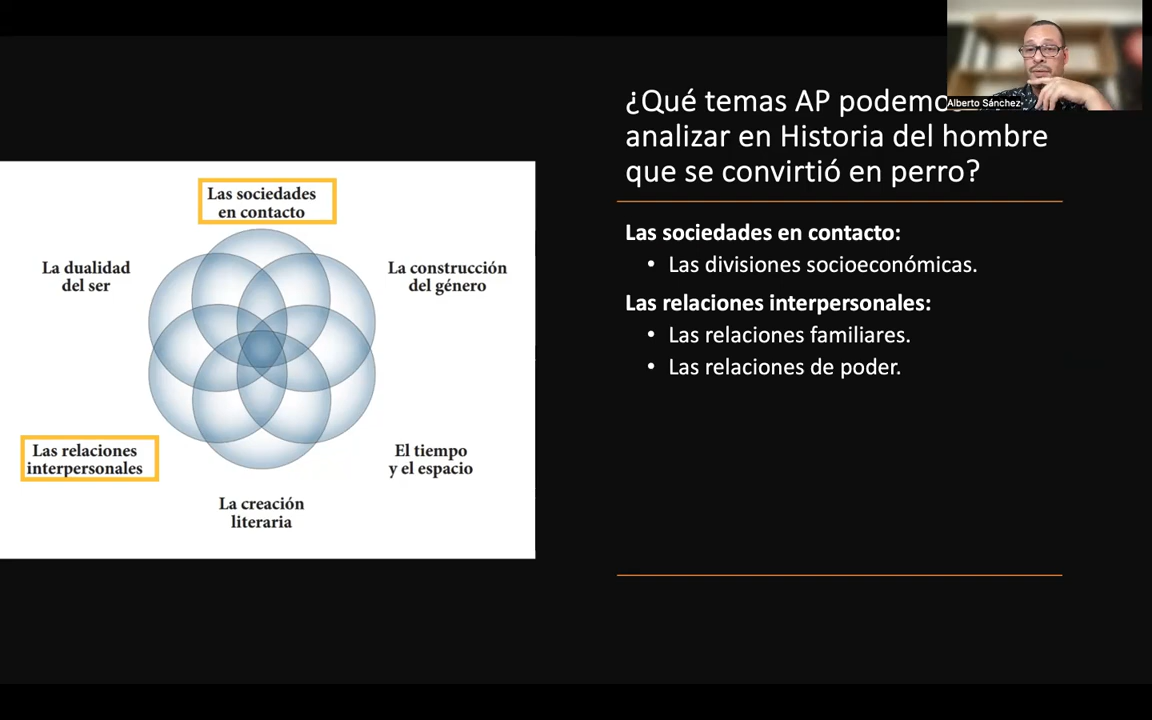 ¿Qué temas AP podemos
analizar en Historia del hombre
que se convirtió en perro?
Alberto Sánchez
Las sociedades en contacto:
• Las divisiones socioeconómicas.
Las relaciones interpersonales:
• Las relaciones familiares.
• Las relaciones de poder.
Las sociedades
en contacto
La dualidad
del ser
La construcción
del género
Las relaciones
interpersonales
El tiempo
y el espacio
La creación
literaria